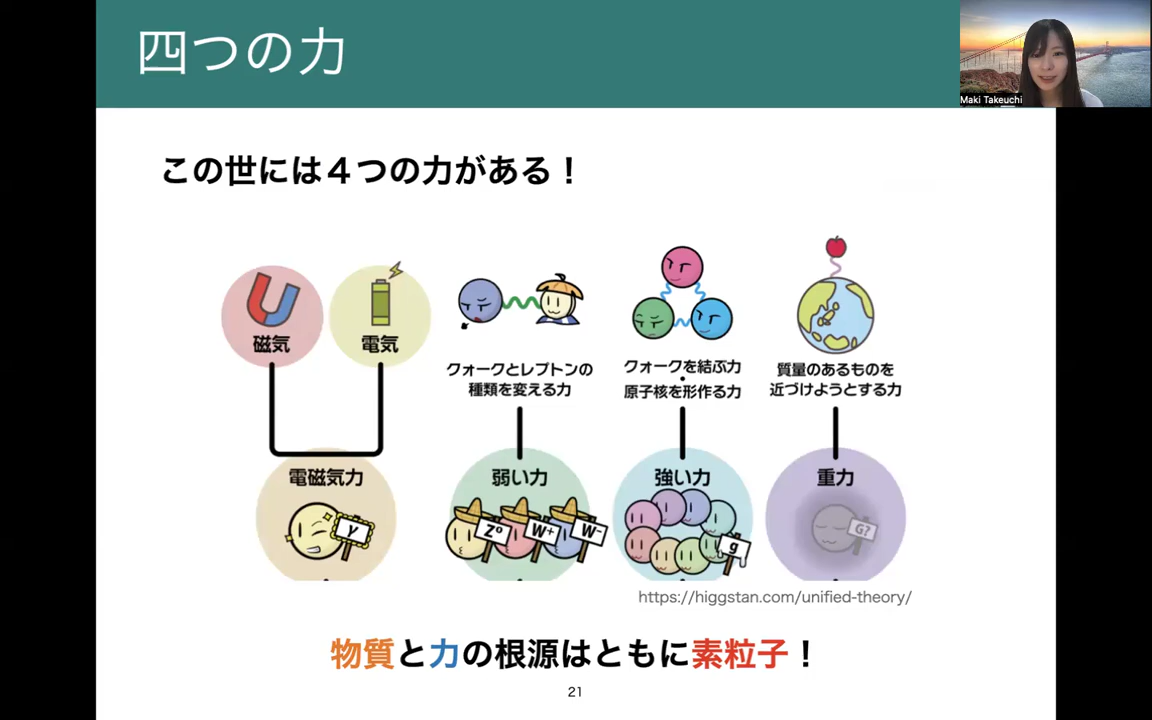 四つの力
Maki Takeuchi
この世には４つの力がある！
磁気
電気
クォークとレプトンの
種類を変える力
クォークを結ぶ力
・
原子核を形作る力
質量のあるものを
近づけようとする力
電磁気力
弱い力
強い力
重力
γ
Z⁰
W⁺
W⁻
g
G?
https://higgstan.com/unified-theory/
物質と力の根源はともに素粒子！
21